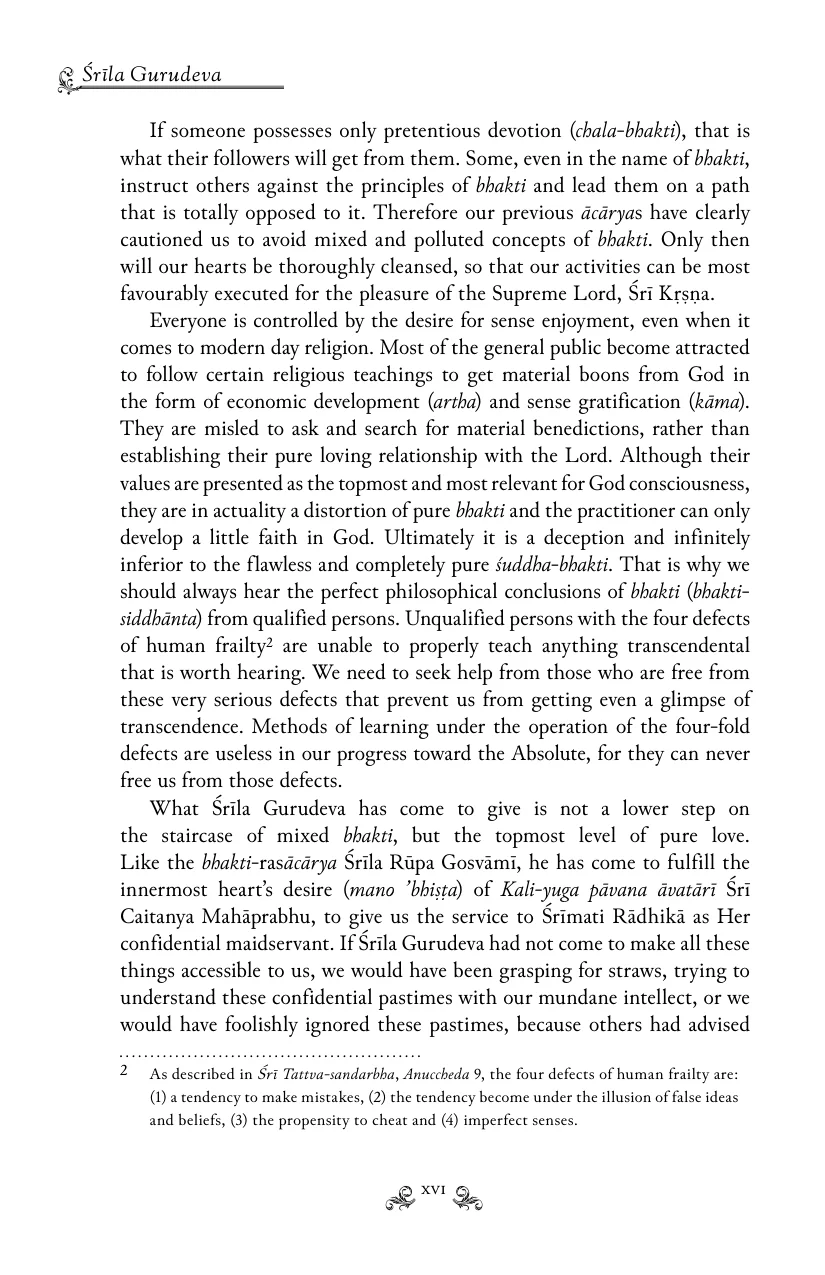 Śrīla Gurudeva
If someone possesses only pretentious devotion (chala-bhakti), that is
what their followers will get from them. Some, even in the name of bhakti,
instruct others against the principles of bhakti and lead them on a path
that is totally opposed to it. Therefore our previous ācāryas have clearly
cautioned us to avoid mixed and polluted concepts of bhakti. Only then
will our hearts be thoroughly cleansed, so that our activities can be most
favourably executed for the pleasure of the Supreme Lord, Śrī Kṛṣṇa.
Everyone is controlled by the desire for sense enjoyment, even when it
comes to modern day religion. Most of the general public become attracted
to follow certain religious teachings to get material boons from God in
the form of economic development (artha) and sense gratification (kāma).
They are misled to ask and search for material benedictions, rather than
establishing their pure loving relationship with the Lord. Although their
values are presented as the topmost and most relevant for God consciousness,
they are in actuality a distortion of pure bhakti and the practitioner can only
develop a little faith in God. Ultimately it is a deception and infinitely
inferior to the flawless and completely pure śuddha-bhakti. That is why we
should always hear the perfect philosophical conclusions of bhakti (bhakti-
siddhānta) from qualified persons. Unqualified persons with the four defects
of human frailty² are unable to properly teach anything transcendental
that is worth hearing. We need to seek help from those who are free from
these very serious defects that prevent us from getting even a glimpse of
transcendence. Methods of learning under the operation of the four-fold
defects are useless in our progress toward the Absolute, for they can never
free us from those defects.
What Śrīla Gurudeva has come to give is not a lower step on
the staircase of mixed bhakti, but the topmost level of pure love.
Like the bhakti-rasācārya Śrīla Rūpa Gosvāmī, he has come to fulfill the
innermost heart's desire (mano 'bhiṣṭa) of Kali-yuga pāvana āvatārī Śrī
Caitanya Mahāprabhu, to give us the service to Śrīmati Rādhikā as Her
confidential maidservant. If Śrīla Gurudeva had not come to make all these
things accessible to us, we would have been grasping for straws, trying to
understand these confidential pastimes with our mundane intellect, or we
would have foolishly ignored these pastimes, because others had advised
2 As described in Śrī Tattva-sandarbha, Anuccheda 9, the four defects of human frailty are:
(1) a tendency to make mistakes, (2) the tendency become under the illusion of false ideas
and beliefs, (3) the propensity to cheat and (4) imperfect senses.
XVI